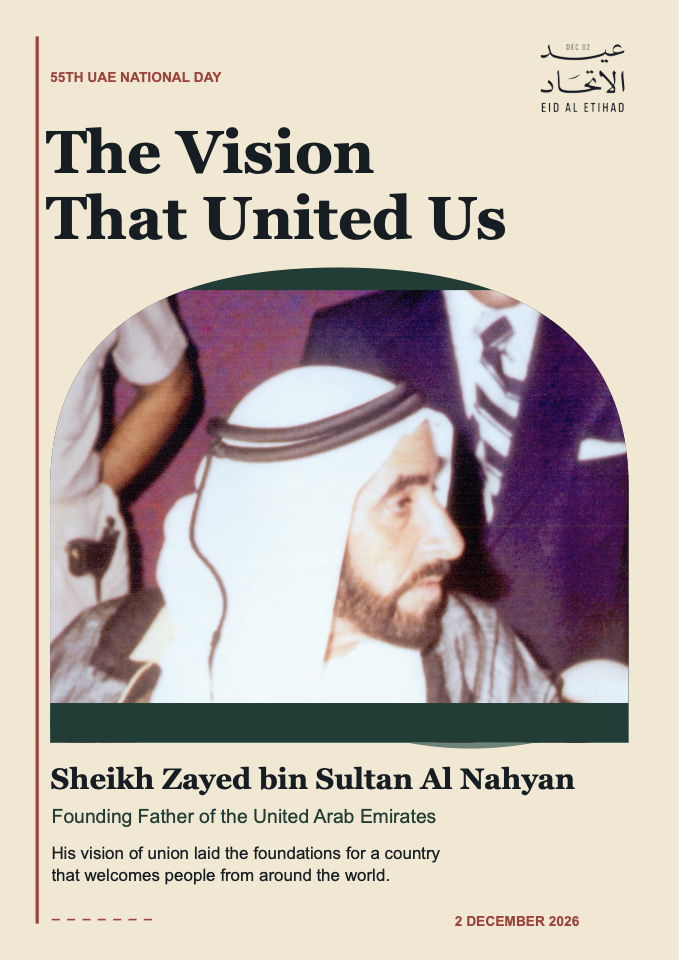 55TH UAE NATIONAL DAY
DEC 02
عيد
الاتحاد
EID AL ETIHAD
The Vision
That United Us
Sheikh Zayed bin Sultan Al Nahyan
Founding Father of the United Arab Emirates
His vision of union laid the foundations for a country
that welcomes people from around the world.
2 DECEMBER 2026